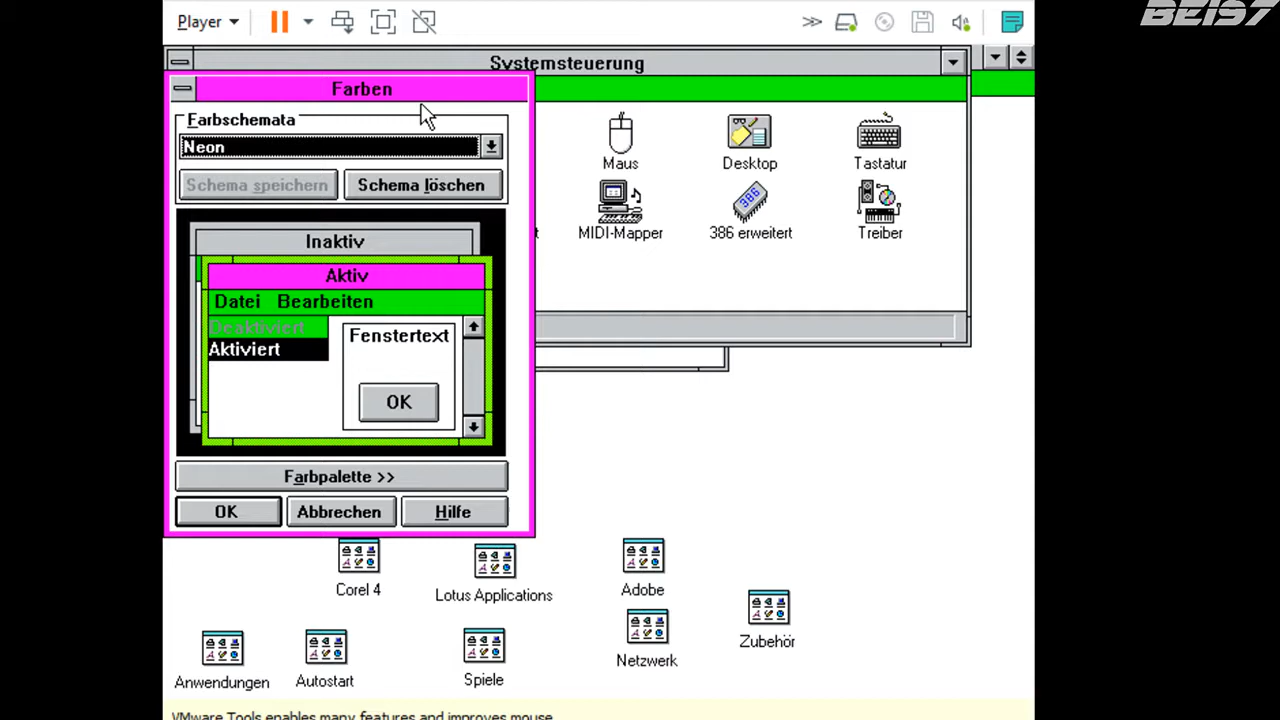 Player
BEI97
Systemsteuerung
Farben
Farbschemata
Neon
Schema speichern
Schema löschen
Maus
Desktop
Tastatur
MIDI-Mapper
386
386 erweitert
Treiber
Inaktiv
Aktiv
Datei Bearbeiten
Deaktiviert
Aktiviert
Fenstertext
OK
Farbpalette >>
OK
Abbrechen
Hilfe
Corel 4
Lotus Applications
Adobe
Zubehör
Netzwerk
Anwendungen
Autostart
Spiele
VMware Tools enables many features and improves mouse